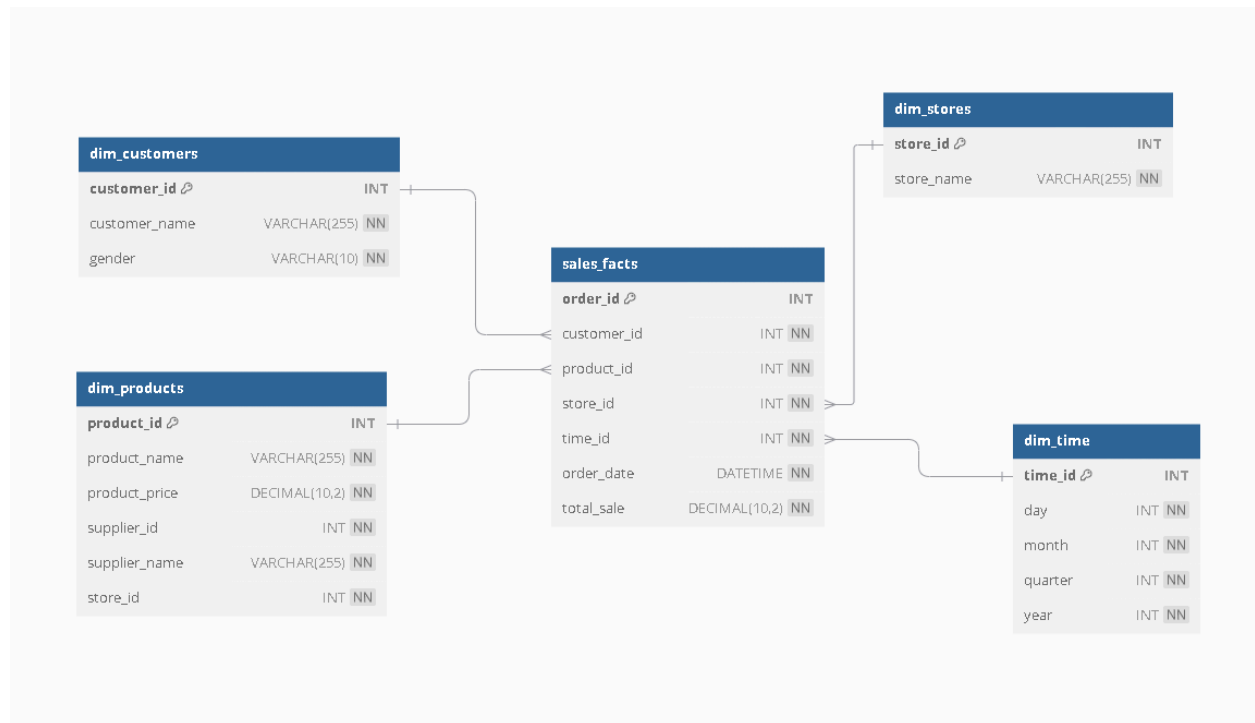 dim_customers
customer_id INT
customer_name VARCHAR(255) NN
gender VARCHAR(10) NN
dim_products
product_id INT
product_name VARCHAR(255) NN
product_price DECIMAL(10,2) NN
supplier_id INT NN
supplier_name VARCHAR(255) NN
store_id INT NN
sales_facts
order_id INT
customer_id INT NN
product_id INT NN
store_id INT NN
time_id INT NN
order_date DATETIME NN
total_sale DECIMAL(10,2) NN
dim_stores
store_id INT
store_name VARCHAR(255) NN
dim_time
time_id INT
day INT NN
month INT NN
quarter INT NN
year INT NN